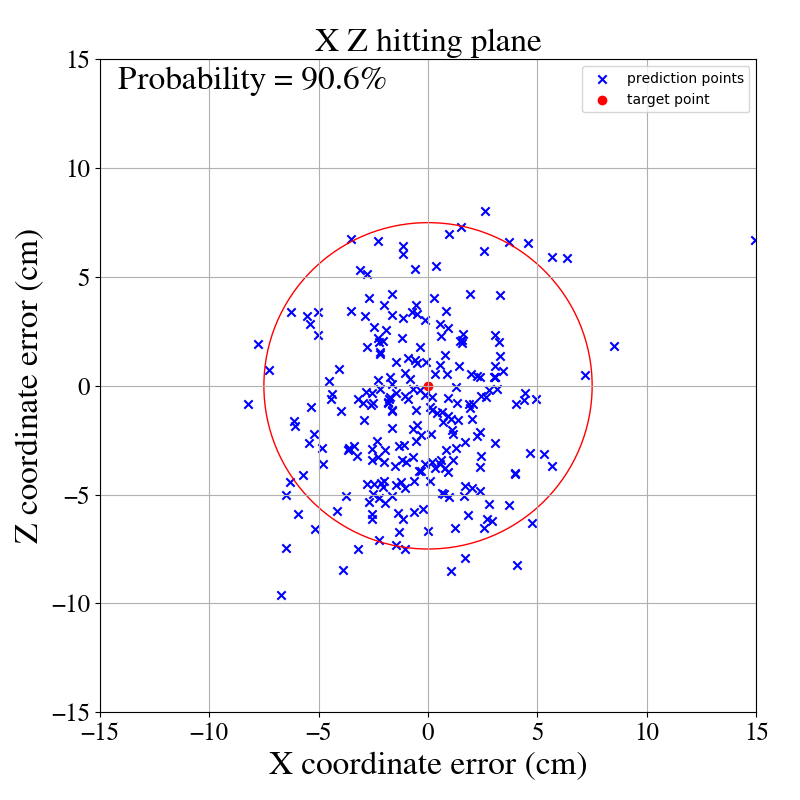 X Z hitting plane
Probability = 90.6%
prediction points
target point
15
10
5
0
−5
−10
−15
Z coordinate error (cm)
−15 −10 −5 0 5 10 15
X coordinate error (cm)